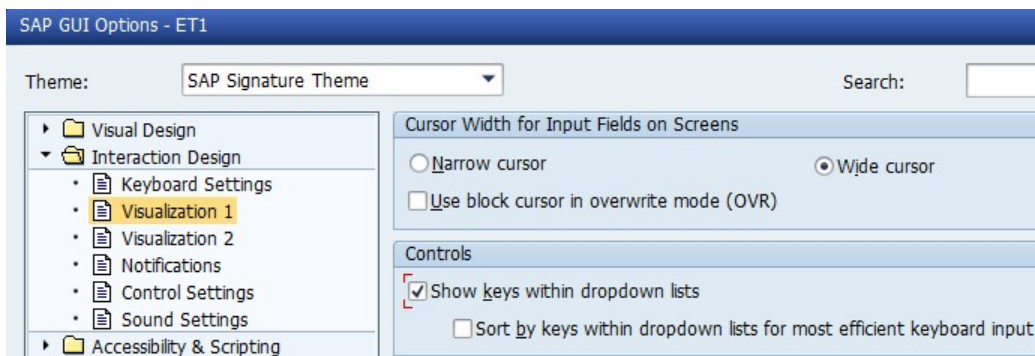 SAP GUI Options - ET1
Theme: SAP Signature Theme Search:
Visual Design
Interaction Design
Keyboard Settings
Visualization 1
Visualization 2
Notifications
Control Settings
Sound Settings
Accessibility & Scripting
Cursor Width for Input Fields on Screens
Narrow cursor Wide cursor
Use block cursor in overwrite mode (OVR)
Controls
Show keys within dropdown lists
Sort by keys within dropdown lists for most efficient keyboard input